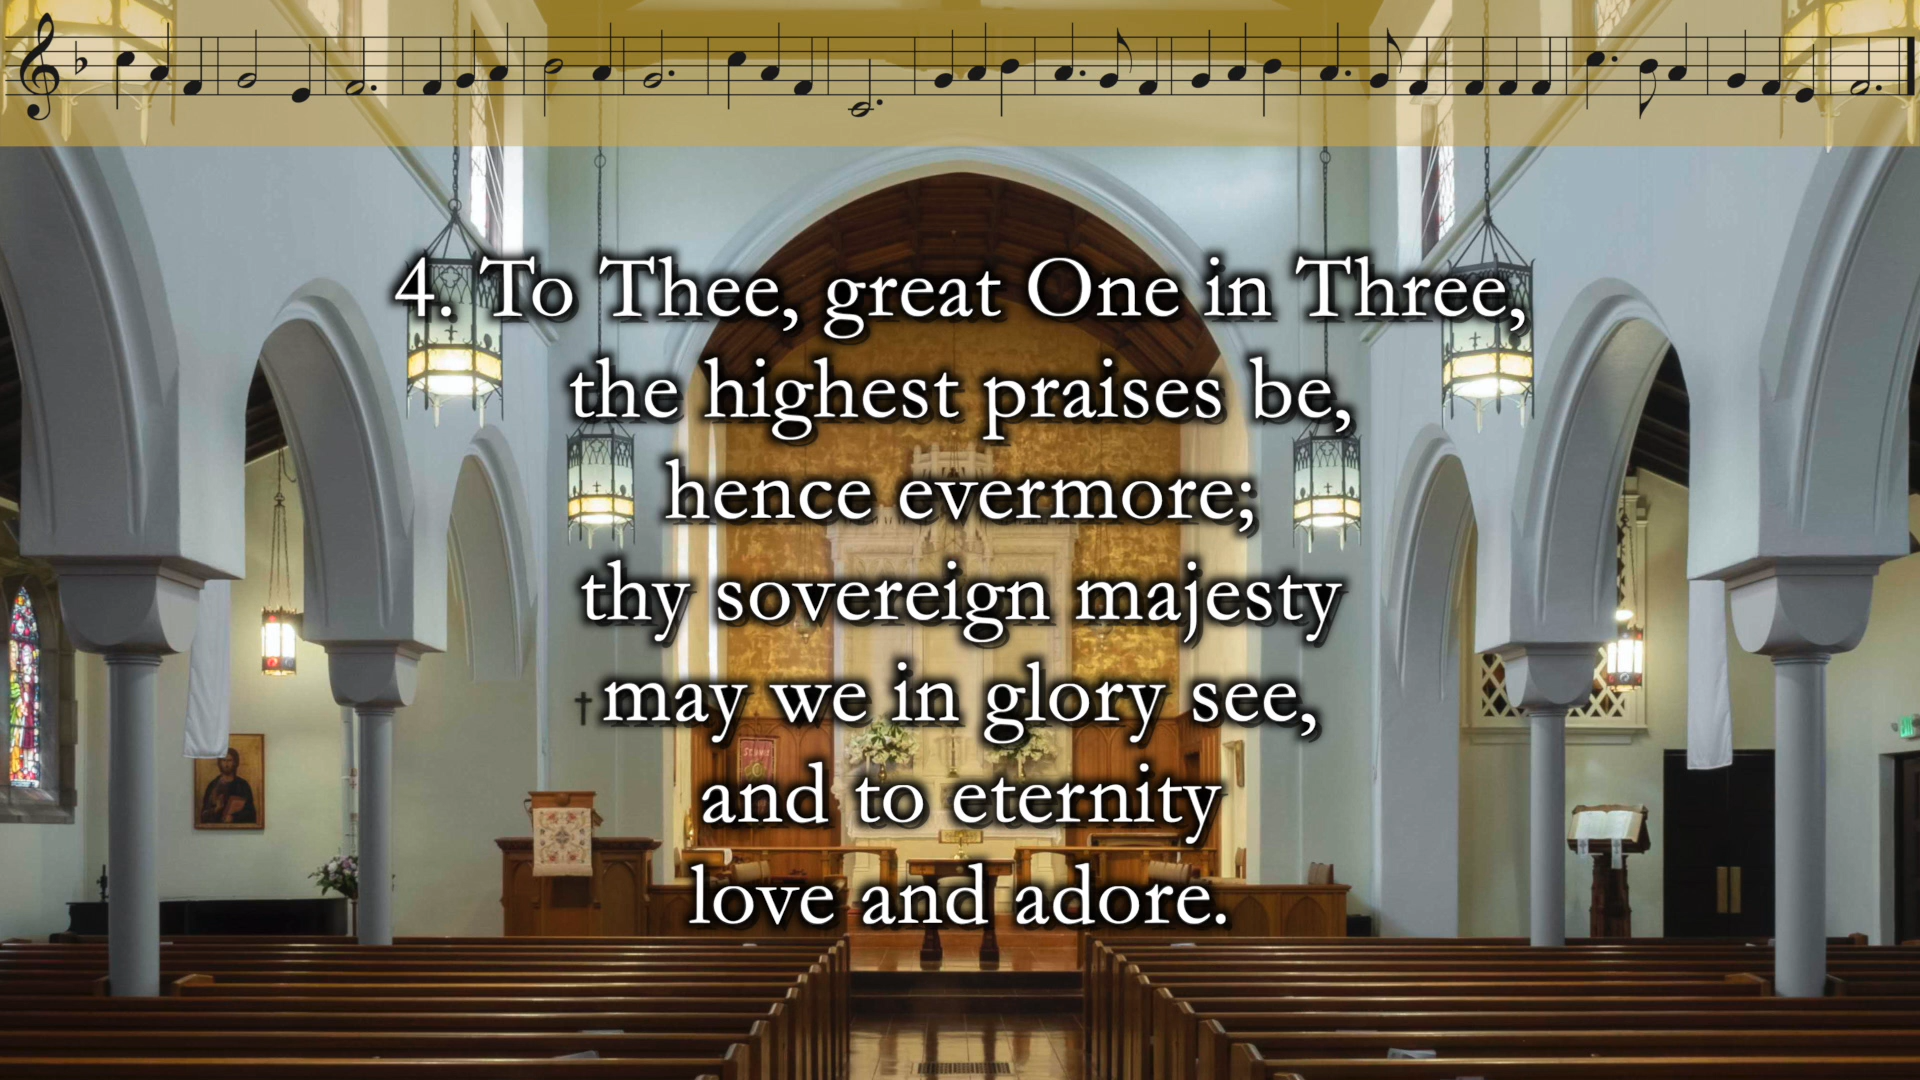 4. To Thee, great One in Three,
the highest praises be,
hence evermore;
thy sovereign majesty
may we in glory see,
and to eternity
love and adore.